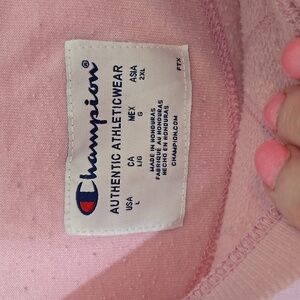 Champion
AUTHENTIC ATHLETICWEAR
USA CA MEX ASIA
L L/G G 2XL
MADE IN HONDURAS
FABRIQUÉ AU HONDURAS
HECHO EN HONDURAS
CHAMPION.COM
FTX